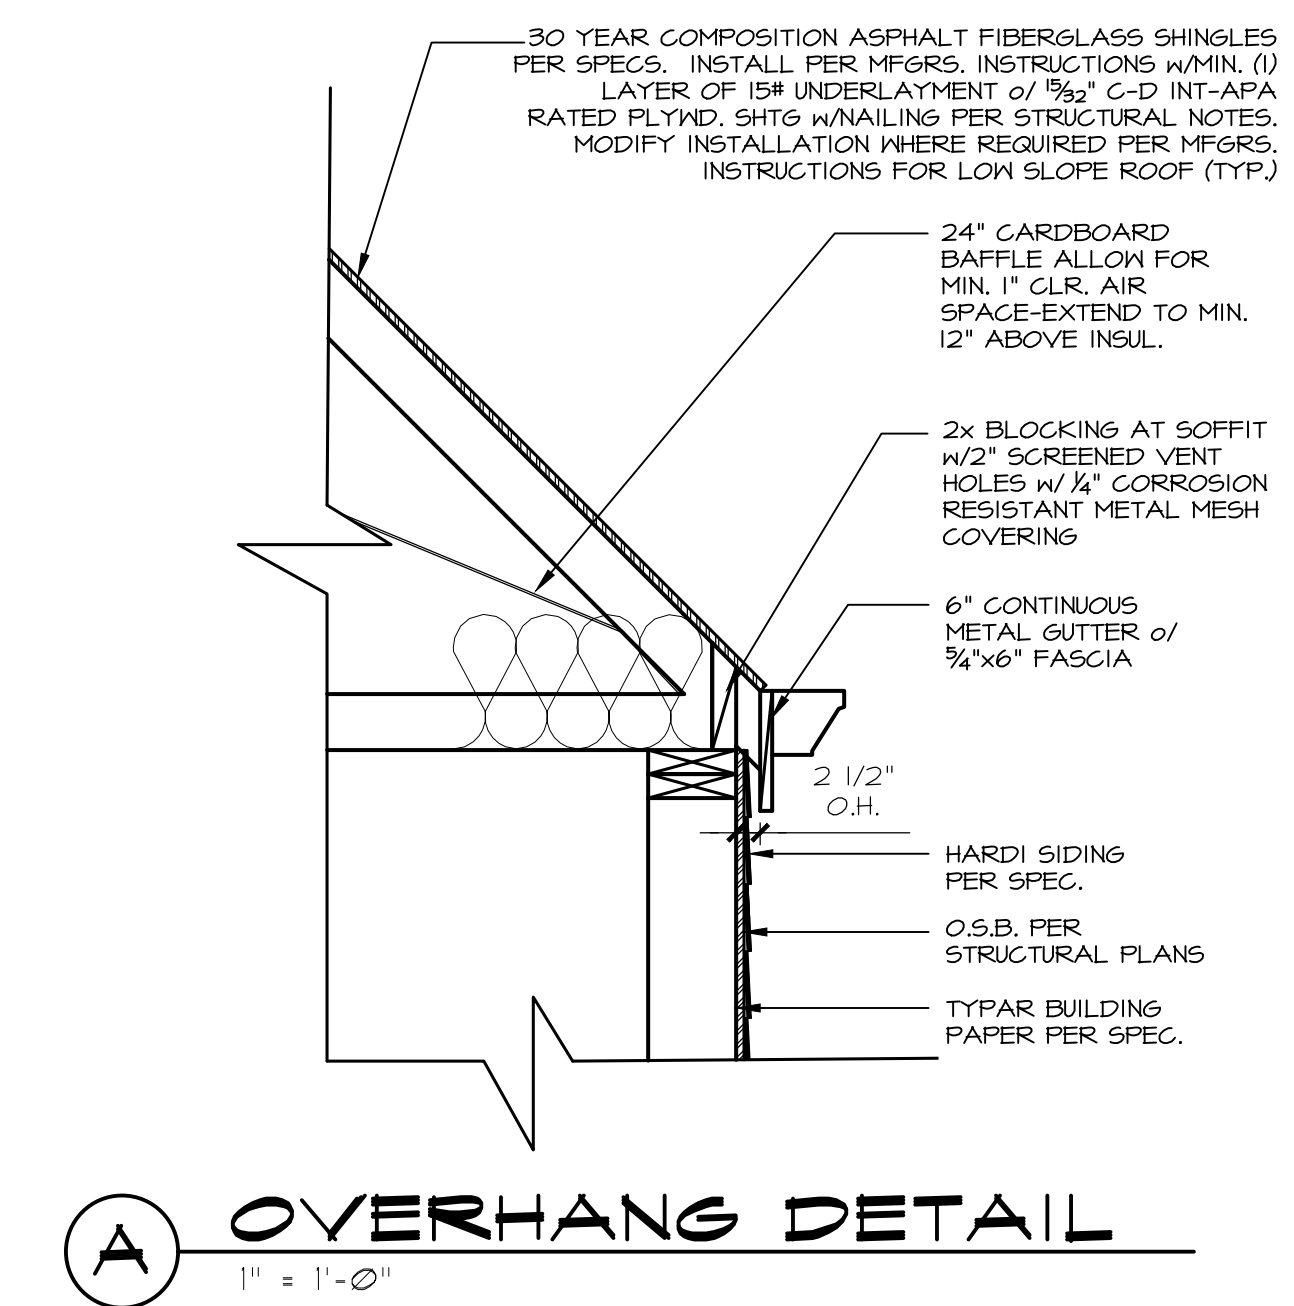 30 YEAR COMPOSITION ASPHALT FIBERGLASS SHINGLES
PER SPECS. INSTALL PER MFGRS. INSTRUCTIONS w/MIN. (1)
LAYER OF 15# UNDERLAYMENT o/ 15/32" C-D INT-APA
RATED PLYWD. SHTG w/NAILING PER STRUCTURAL NOTES.
MODIFY INSTALLATION WHERE REQUIRED PER MFGRS.
INSTRUCTIONS FOR LOW SLOPE ROOF (TYP.)
24" CARDBOARD
BAFFLE ALLOW FOR
MIN. 1" CLR. AIR
SPACE-EXTEND TO MIN.
12" ABOVE INSUL.
2x BLOCKING AT SOFFIT
w/2" SCREENED VENT
HOLES w/ 1/4" CORROSION
RESISTANT METAL MESH
COVERING
6" CONTINUOUS
METAL GUTTER o/
5/4"x6" FASCIA
2 1/2"
O.H.
HARDI SIDING
PER SPEC.
O.S.B. PER
STRUCTURAL PLANS
TYPAR BUILDING
PAPER PER SPEC.
A OVERHANG DETAIL
1" = 1'-Ø"